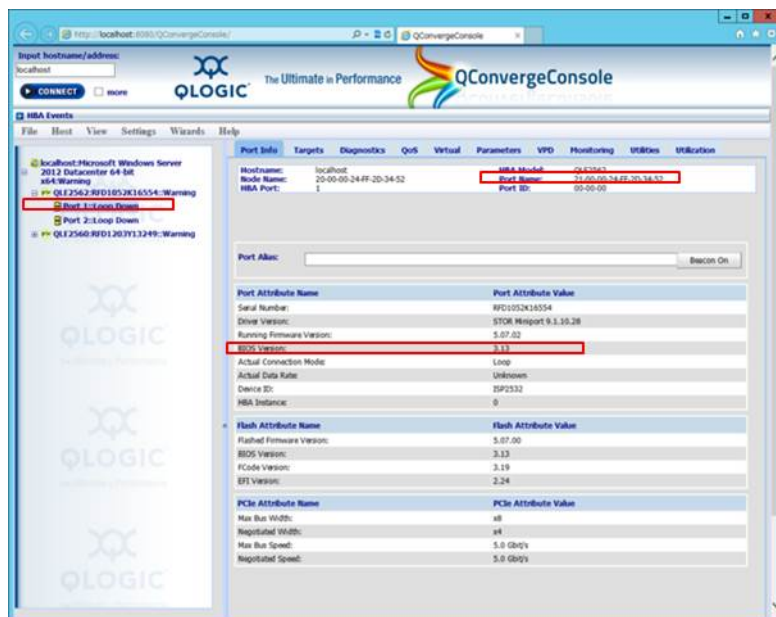 http://localhost:8080/QConvergeConsole/
QConvergeConsole
Input hostname/address:
localhost
CONNECT
more
QLOGIC
The Ultimate in Performance
QConvergeConsole
HBA Events
File Host View Settings Wizards Help
localhost:Microsoft Windows Server
2012 Datacenter 64-bit
x64:Warning
QLE2562:RFD1052K16554::Warning
Port 1::Loop Down
Port 2::Loop Down
QLE2560:RFD1203Y13249::Warning
Port Info Targets Diagnostics QoS Virtual Parameters VPD Monitoring Utilities Utilization
Hostname: localhost HBA Model: QLE2562
Node Name: 20-00-00-24-FF-2D-34-52 Port Name: 21-00-00-24-FF-2D-34-52
HBA Port: 1 Port ID: 00-00-00
Port Alias: Beacon On
Port Attribute Name Port Attribute Value
Serial Number: RFD1052K16554
Driver Version: STOR Miniport 9.1.10.28
Running Firmware Version: 5.07.02
BIOS Version: 3.13
Actual Connection Mode: Loop
Actual Data Rate: Unknown
Device ID: ISP2532
HBA Instance: 0
Flash Attribute Name Flash Attribute Value
Flashed Firmware Version: 5.07.00
BIOS Version: 3.13
FCode Version: 3.19
EFI Version: 2.24
PCIe Attribute Name PCIe Attribute Value
Max Bus Width: x8
Negotiated Width: x4
Max Bus Speed: 5.0 Gbit/s
Negotiated Speed: 5.0 Gbit/s
QLOGIC
QLOGIC
QLOGIC